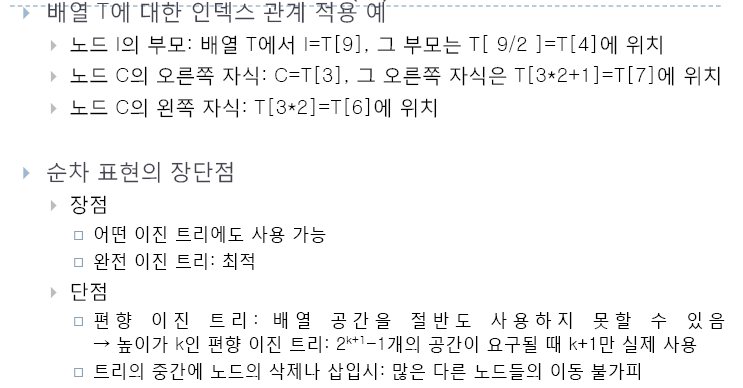 배열 T에 대한 인덱스 관계 적용 예
노드 I의 부모: 배열 T에서 I=T[9], 그 부모는 T[ 9/2 ]=T[4]에 위치
노드 C의 오른쪽 자식: C=T[3], 그 오른쪽 자식은 T[3*2+1]=T[7]에 위치
노드 C의 왼쪽 자식: T[3*2]=T[6]에 위치
순차 표현의 장단점
장점
어떤 이진 트리에도 사용 가능
완전 이진 트리: 최적
단점
편향 이진 트리: 배열 공간을 절반도 사용하지 못할 수 있음
→ 높이가 k인 편향 이진 트리: 2ᵏ⁺¹-1개의 공간이 요구될 때 k+1만 실제 사용
트리의 중간에 노드의 삭제나 삽입시: 많은 다른 노드들의 이동 불가피